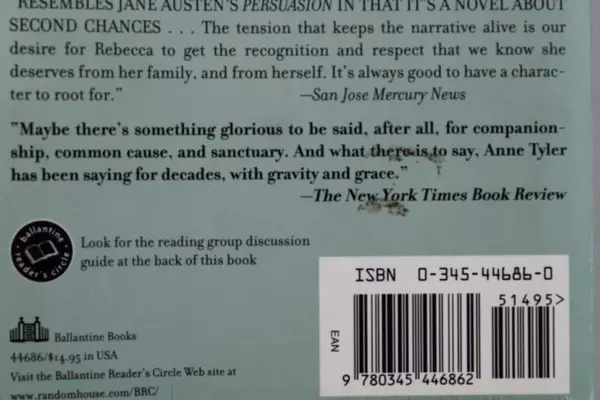 "RESEMBLES JANE AUSTEN'S PERSUASION IN THAT IT'S A NOVEL ABOUT
SECOND CHANCES . . . The tension that keeps the narrative alive is our
desire for Rebecca to get the recognition and respect that we know she
deserves from her family, and from herself. It's always good to have a charac-
ter to root for."
—San Jose Mercury News
"Maybe there's something glorious to be said, after all, for companion-
ship, common cause, and sanctuary. And what there is to say, Anne Tyler
has been saying for decades, with gravity and grace."
—The New York Times Book Review
ballantine reader's circle
Look for the reading group discussion
guide at the back of this book
Ballantine Books
44686/$14.95 in USA
Visit the Ballantine Reader's Circle Web site at
www.randomhouse.com/BRC/
ISBN 0-345-44686-0
51495>
EAN
9 780345 446862